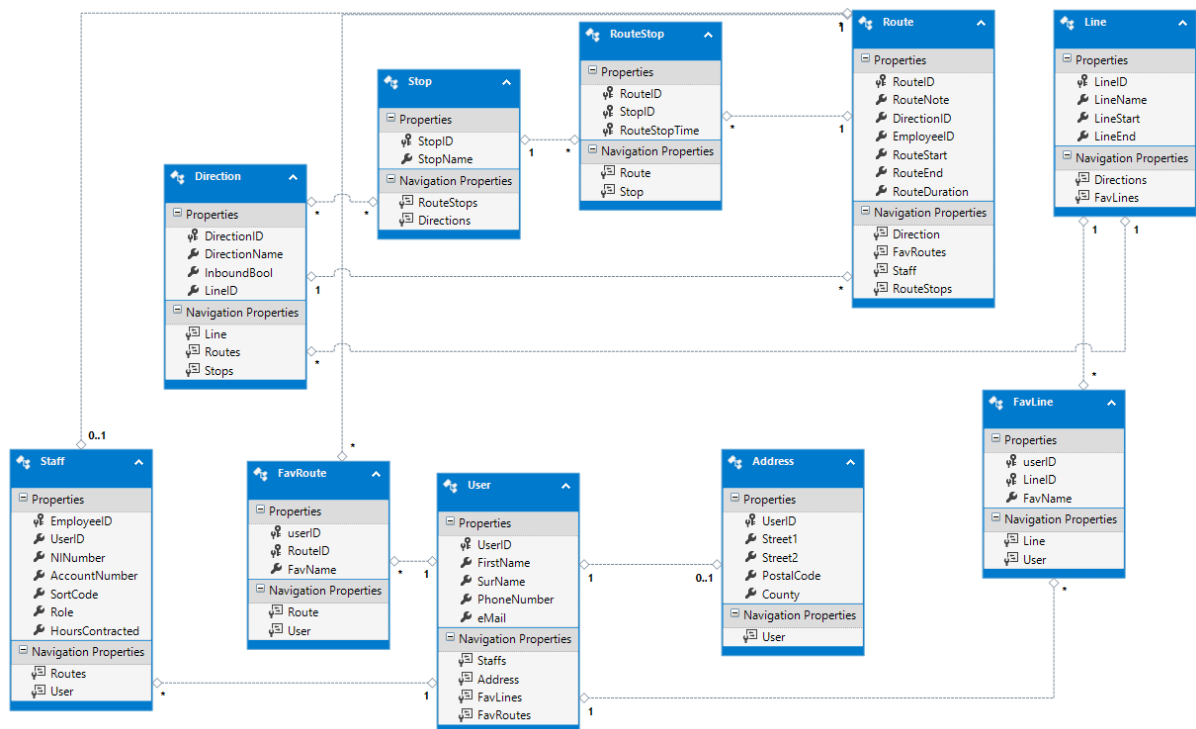 Route
Properties
RouteID
RouteNote
DirectionID
EmployeeID
RouteStart
RouteEnd
RouteDuration
Navigation Properties
Direction
FavRoutes
Staff
RouteStops
Line
Properties
LineID
LineName
LineStart
LineEnd
Navigation Properties
Directions
FavLines
RouteStop
Properties
RouteID
StopID
RouteStopTime
Navigation Properties
Route
Stop
Stop
Properties
StopID
StopName
Navigation Properties
RouteStops
Directions
Direction
Properties
DirectionID
DirectionName
InboundBool
LineID
Navigation Properties
Line
Routes
Stops
1
*
1
*
*
1
*
*
1
*
1
1
*
*
0..1
*
Staff
Properties
EmployeeID
UserID
NINumber
AccountNumber
SortCode
Role
HoursContracted
Navigation Properties
Routes
User
FavRoute
Properties
userID
RouteID
FavName
Navigation Properties
Route
User
User
Properties
UserID
FirstName
SurName
PhoneNumber
eMail
Navigation Properties
Staffs
Address
FavLines
FavRoutes
Address
Properties
UserID
Street1
Street2
PostalCode
County
Navigation Properties
User
FavLine
Properties
userID
LineID
FavName
Navigation Properties
Line
User
*
1
1
0..1
*
*
1
1